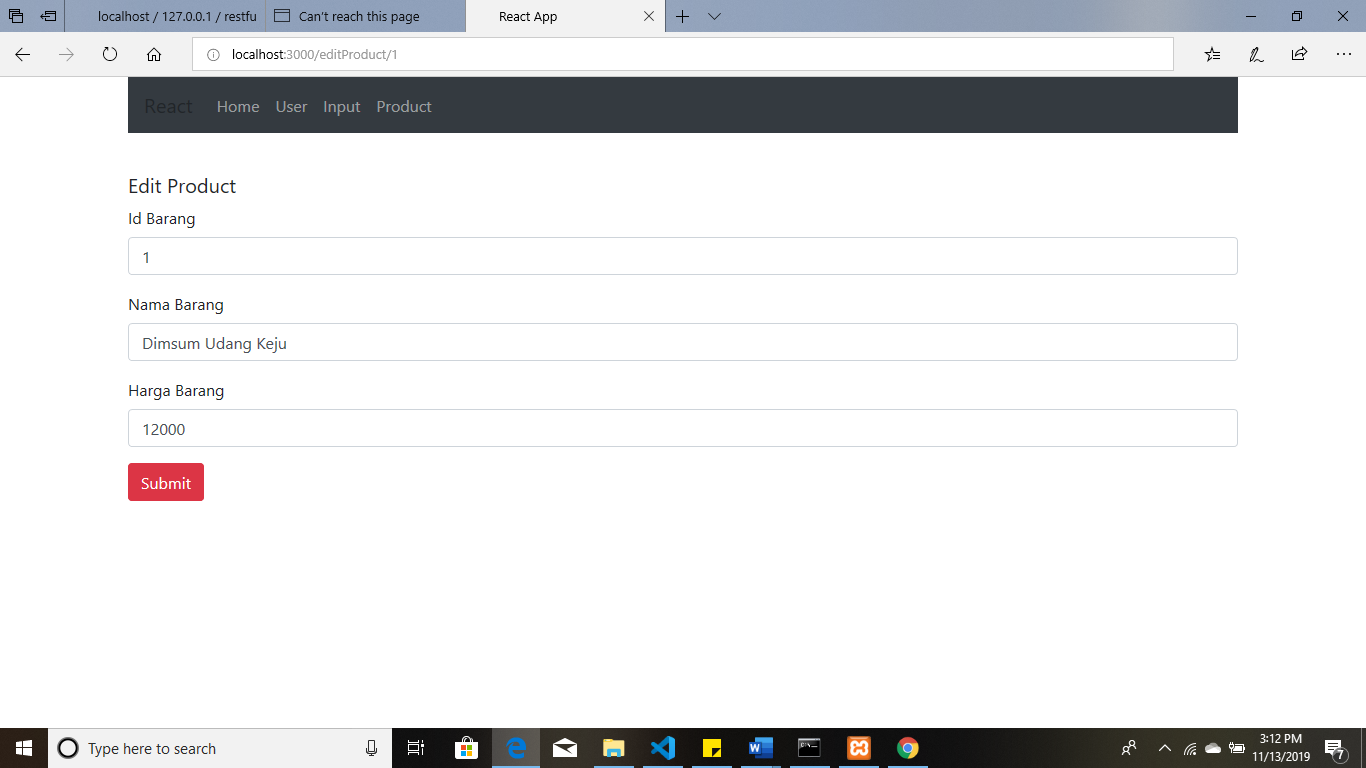 localhost / 127.0.0.1 / restfu
Can't reach this page
React App
localhost:3000/editProduct/1
React Home User Input Product
Edit Product
Id Barang
1
Nama Barang
Dimsum Udang Keju
Harga Barang
12000
Submit
Type here to search
3:12 PM
11/13/2019
7